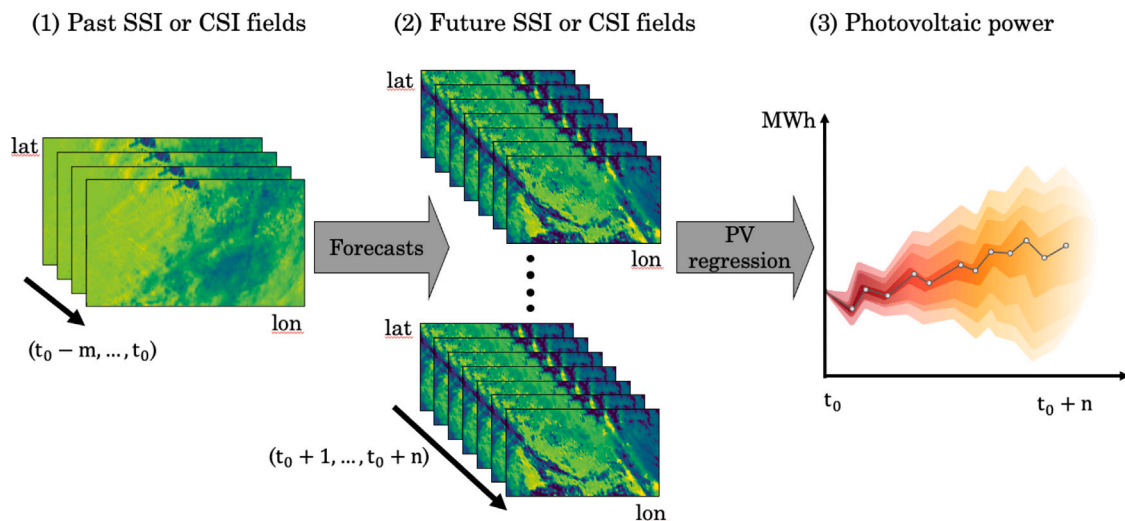 (1) Past SSI or CSI fields
lat
lon
(t₀ − m, ..., t₀)
Forecasts
(2) Future SSI or CSI fields
lat
lon
lat
(t₀ + 1, ..., t₀ + n)
lon
PV
regression
(3) Photovoltaic power
MWh
t₀
t₀ + n